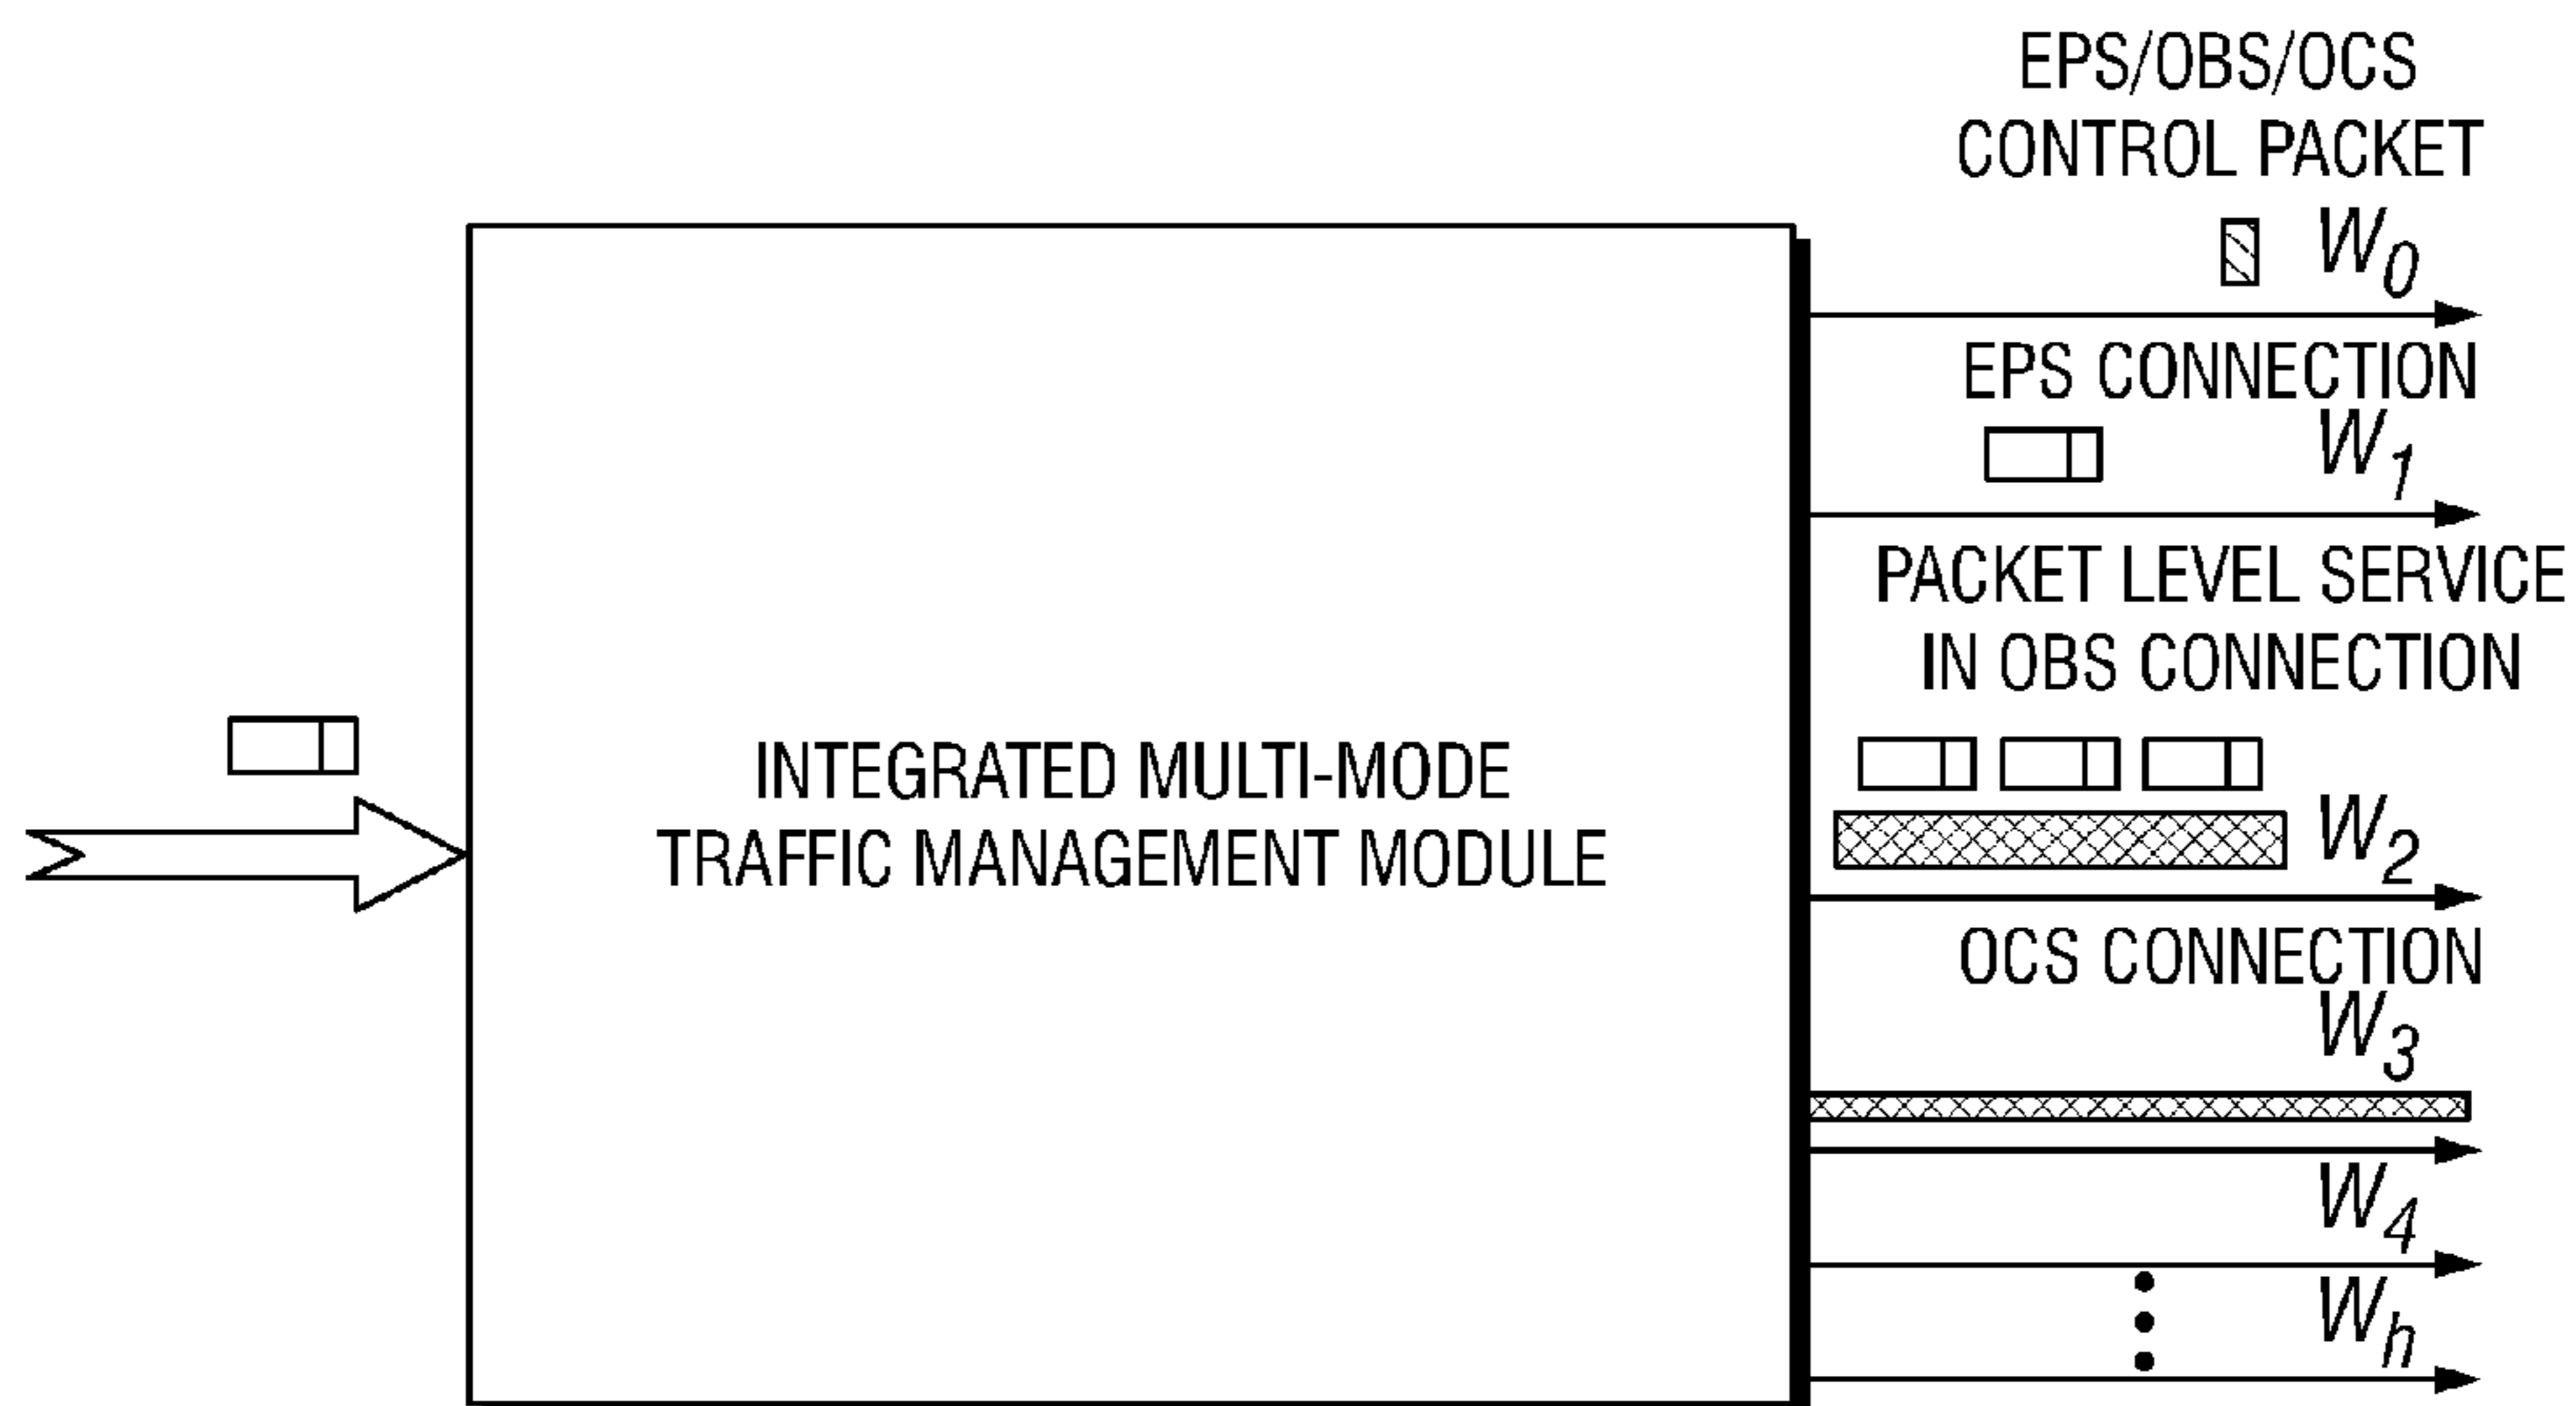 EPS/OBS/OCS
CONTROL PACKET
W0
EPS CONNECTION
W1
PACKET LEVEL SERVICE
IN OBS CONNECTION
INTEGRATED MULTI-MODE
TRAFFIC MANAGEMENT MODULE
W2
OCS CONNECTION
W3
W4
Wh